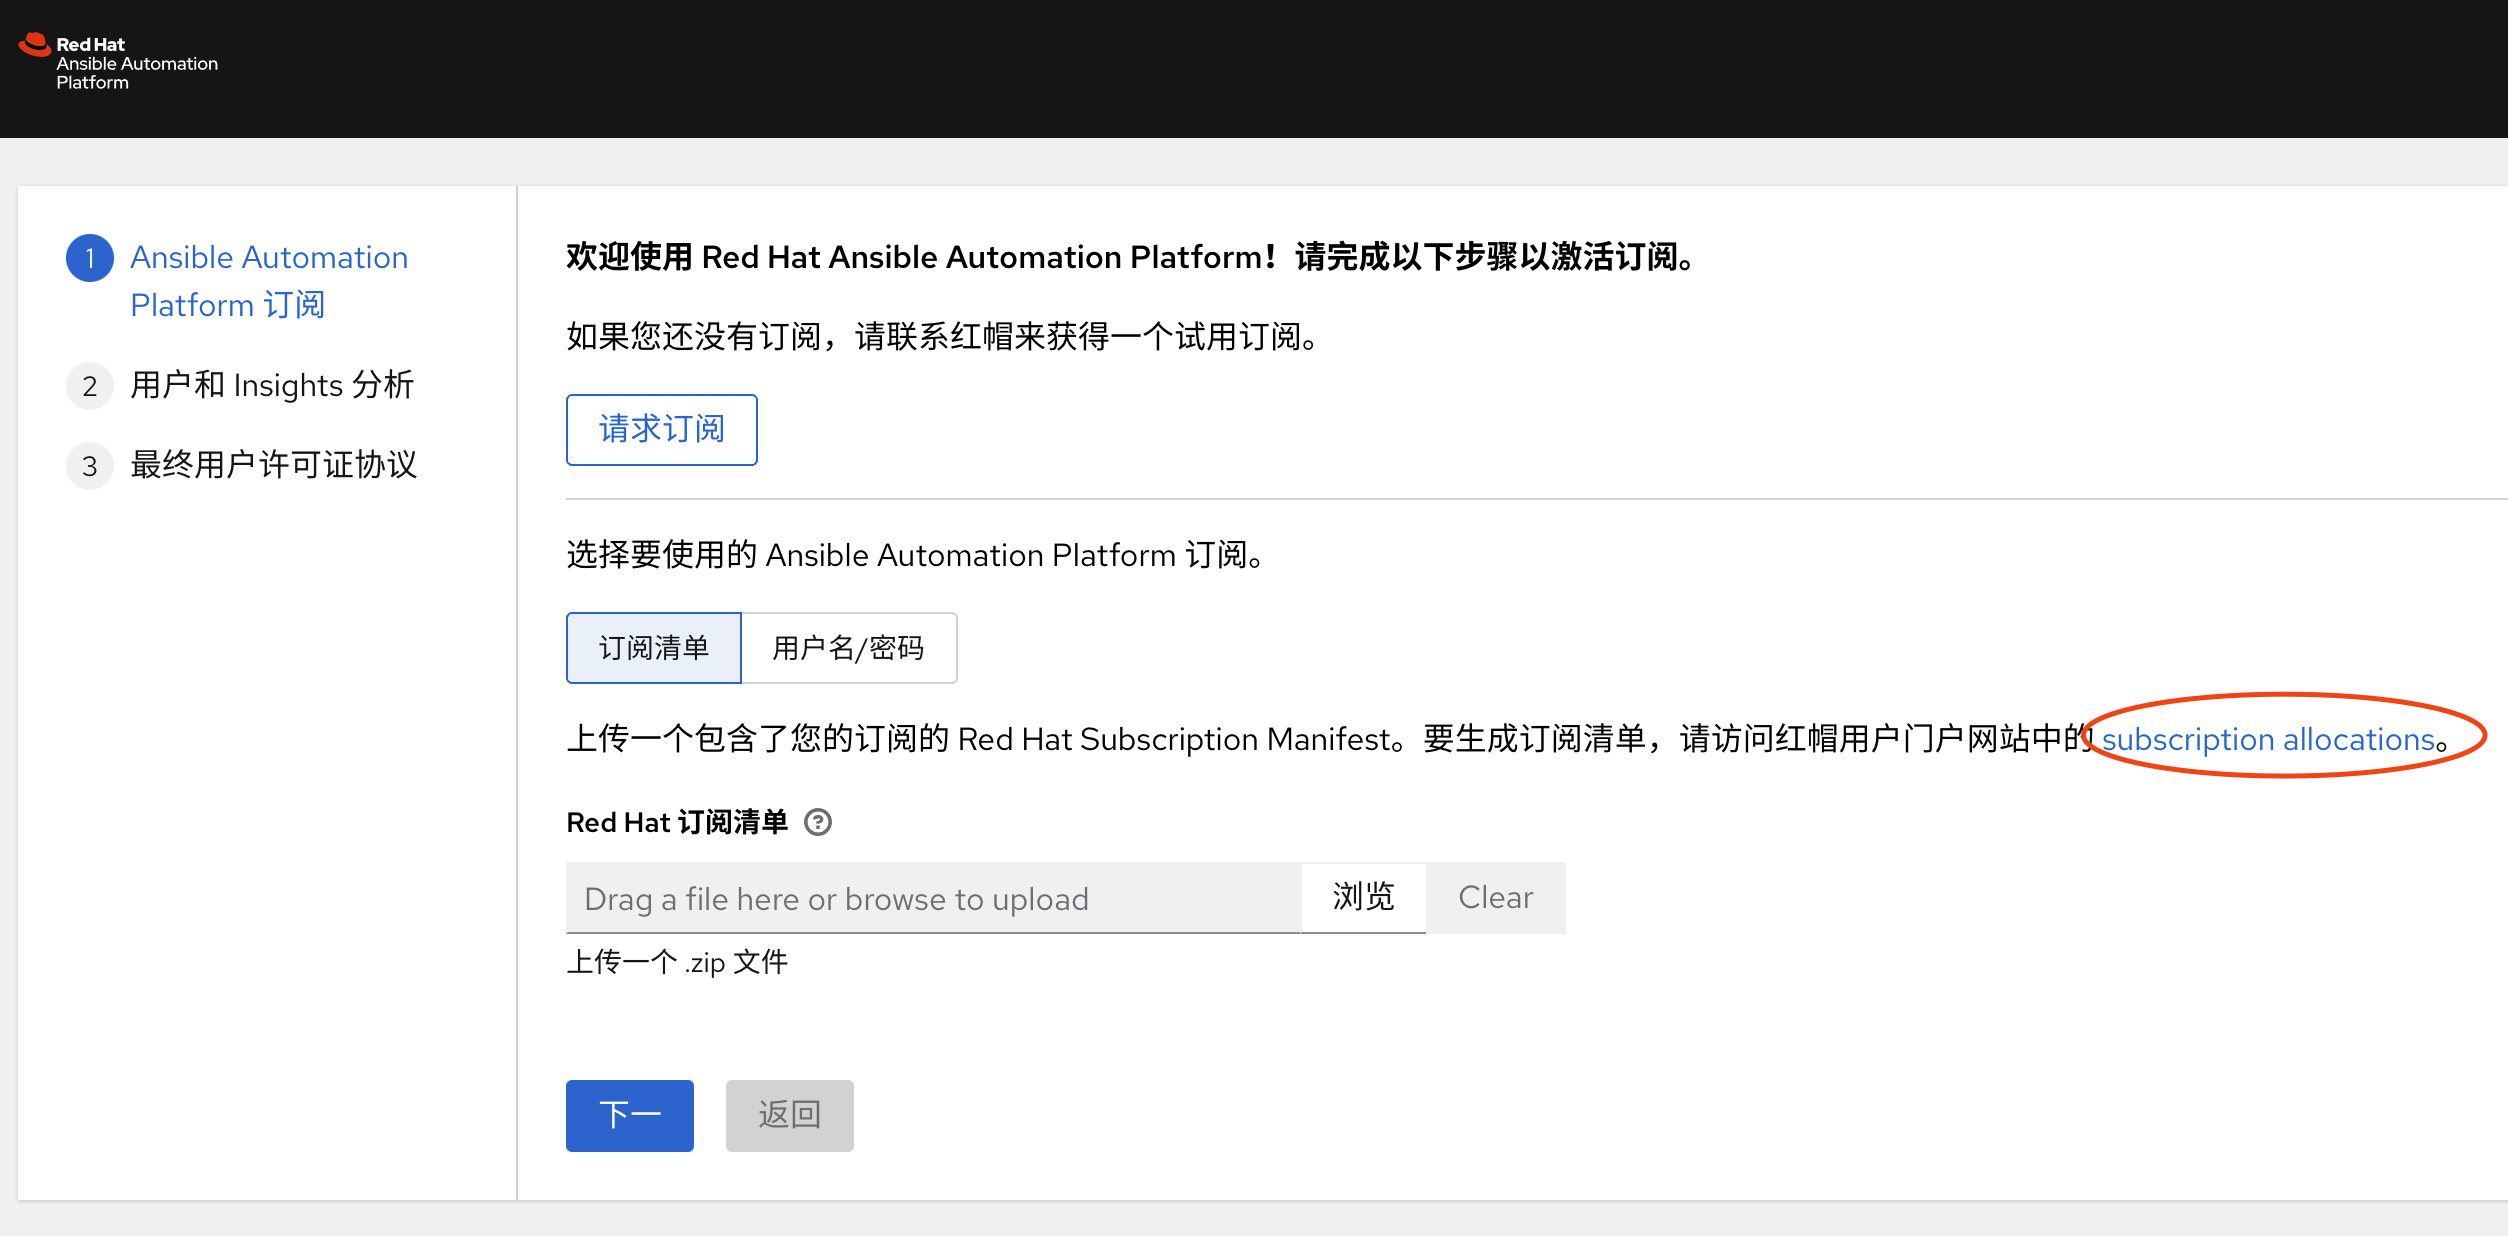 Red Hat
Ansible Automation
Platform
1 Ansible Automation
Platform 订阅
2 用户和 Insights 分析
3 最终用户许可证协议
欢迎使用 Red Hat Ansible Automation Platform！请完成以下步骤以激活订阅。
如果您还没有订阅，请联系红帽来获得一个试用订阅。
请求订阅
选择要使用的 Ansible Automation Platform 订阅。
订阅清单 用户名/密码
上传一个包含了您的订阅的 Red Hat Subscription Manifest。要生成订阅清单，请访问红帽用户门户网站中的 subscription allocations。
Red Hat 订阅清单 ?
Drag a file here or browse to upload 浏览 Clear
上传一个 .zip 文件
下一 返回